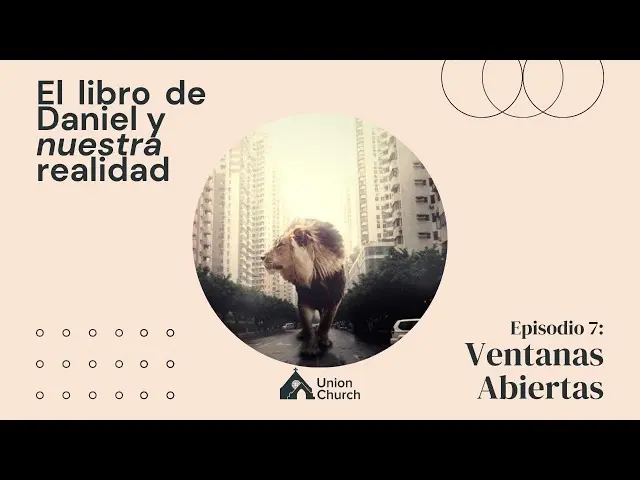 El libro de
Daniel y
nuestra
realidad
Episodio 7:
Ventanas
Abiertas
Union
Church